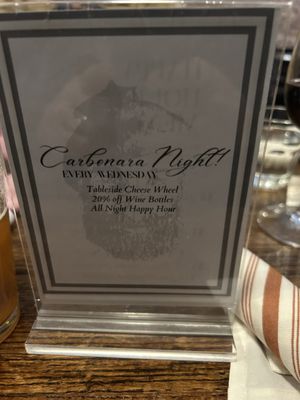 Carbonara Night!
EVERY WEDNESDAY
Tableside Cheese Wheel
20% off Wine Bottles
All Night Happy Hour